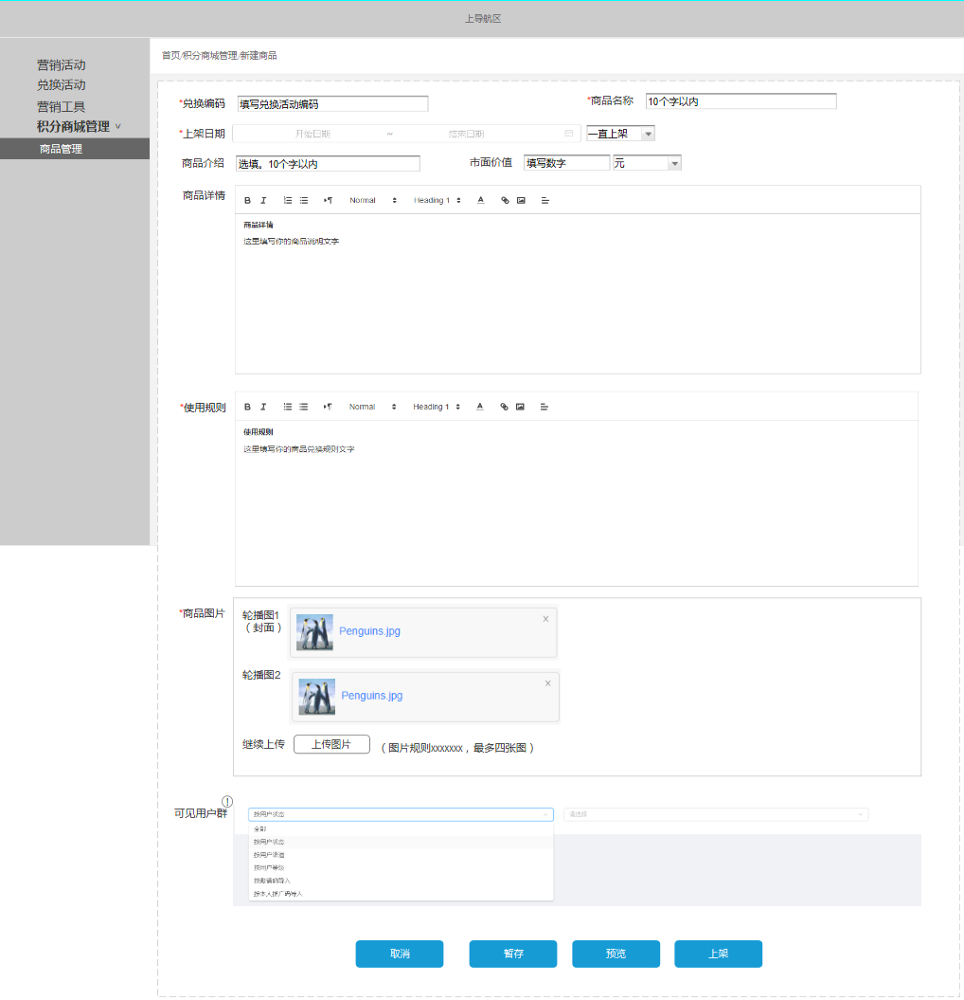 上导航区
首页/积分商城管理/新建商品
营销活动
兑换活动
营销工具
积分商城管理 ˅
商品管理
*兑换编码 填写兑换活动编码 *商品名称 10个字以内
*上架日期 开始日期 ~ 结束日期 一直上架
商品介绍 选填。10个字以内 市面价值 填写数字 元
商品详情
B I Normal Heading 1 A
商品详情
这里填写你的商品说明文字
*使用规则
B I Normal Heading 1 A
使用规则
这里填写你的商品兑换规则文字
*商品图片
轮播图1
（封面）
Penguins.jpg x
轮播图2
Penguins.jpg x
继续上传 上传图片 （图片规则xxxxxxx，最多四张图）
可见用户群 !
按用户状态 请选择
全部
按用户状态
按用户渠道
按用户等级
按邀请码导入
按本人推广码导入
取消 暂存 预览 上架